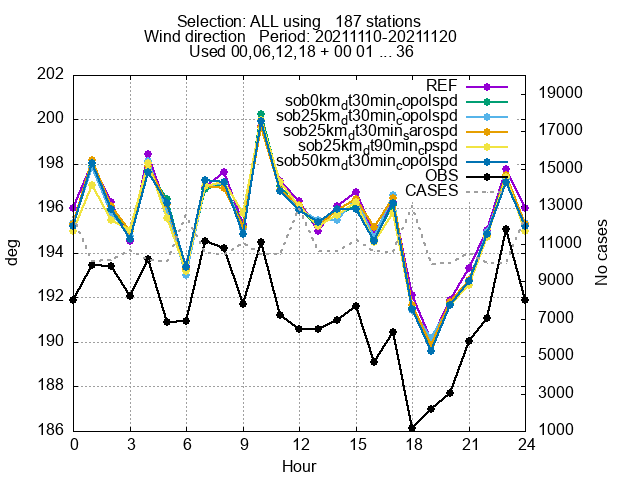 Selection: ALL using   187 stations
Wind direction   Period: 20211110-20211120
Used 00,06,12,18 + 00 01 ... 36
REF
sob0km_dt30min_copolspd
sob25km_dt30min_copolspd
sob25km_dt30min_sarospd
sob25km_dt90min_cpspd
sob50km_dt30min_copolspd
OBS
CASES
202
200
198
196
194
192
190
188
186
19000
17000
15000
13000
11000
9000
7000
5000
3000
1000
deg
No cases
0 3 6 9 12 15 18 21 24
Hour